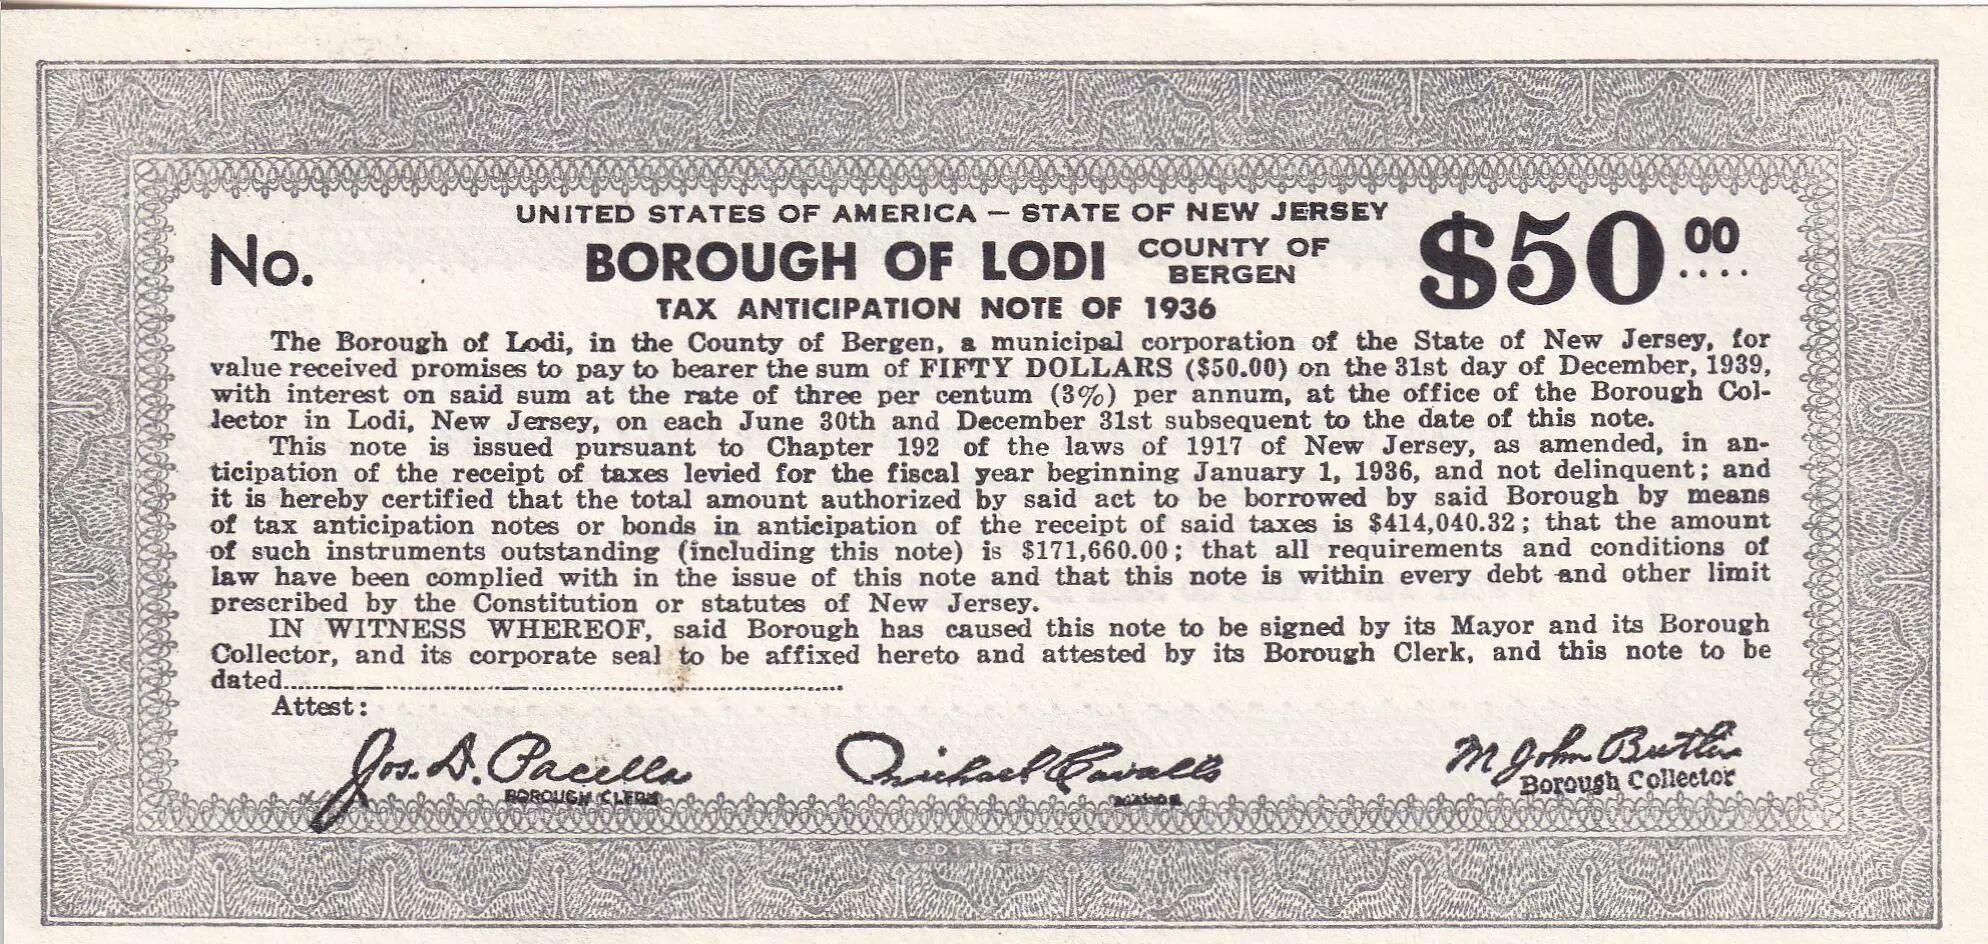 UNITED STATES OF AMERICA — STATE OF NEW JERSEY
No.
BOROUGH OF LODI COUNTY OF BERGEN
$50.00
TAX ANTICIPATION NOTE OF 1936
The Borough of Lodi, in the County of Bergen, a municipal corporation of the State of New Jersey, for
value received promises to pay to bearer the sum of FIFTY DOLLARS ($50.00) on the 31st day of December, 1939,
with interest on said sum at the rate of three per centum (3%) per annum, at the office of the Borough Col-
lector in Lodi, New Jersey, on each June 30th and December 31st subsequent to the date of this note.
This note is issued pursuant to Chapter 192 of the laws of 1917 of New Jersey, as amended, in an-
ticipation of the receipt of taxes levied for the fiscal year beginning January 1, 1936, and not delinquent; and
it is hereby certified that the total amount authorized by said act to be borrowed by said Borough by means
of tax anticipation notes or bonds in anticipation of the receipt of said taxes is $414,040.32; that the amount
of such instruments outstanding (including this note) is $171,660.00; that all requirements and conditions of
law have been complied with in the issue of this note and that this note is within every debt and other limit
prescribed by the Constitution or statutes of New Jersey.
IN WITNESS WHEREOF, said Borough has caused this note to be signed by its Mayor and its Borough
Collector, and its corporate seal to be affixed hereto and attested by its Borough Clerk, and this note to be
dated
Attest:
Jos. D. Pacella
BOROUGH CLERK
Michael Cavallo
MAYOR
M John Butler
Borough Collector